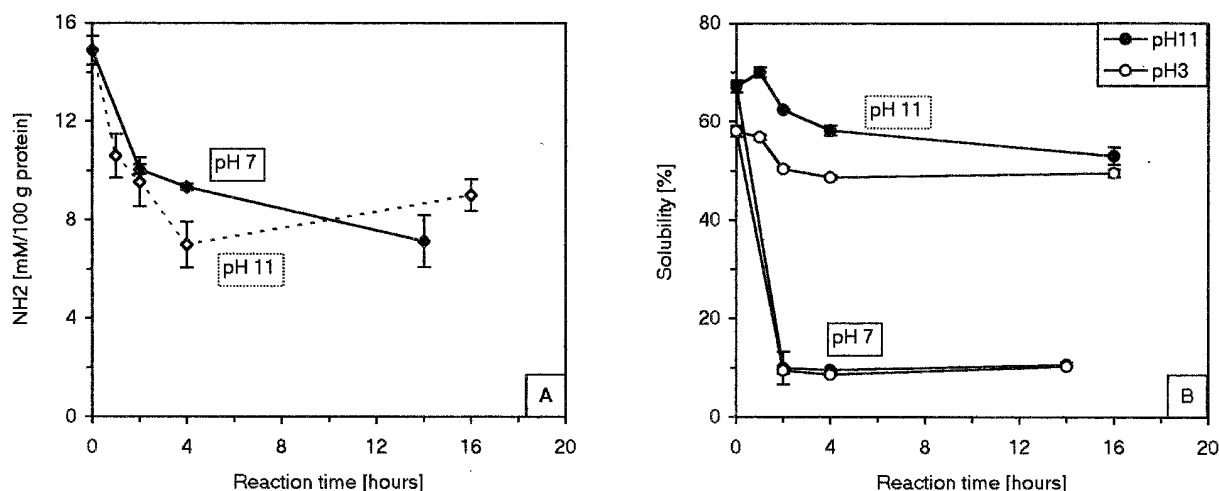 16
12
8
4
0
NH2 [mM/100 g protein]
pH 7
pH 11
A
0 4 8 12 16 20
Reaction time [hours]
80
60
40
20
0
Solubility [%]
pH11
pH3
pH 11
pH 7
B
0 4 8 12 16 20
Reaction time [hours]